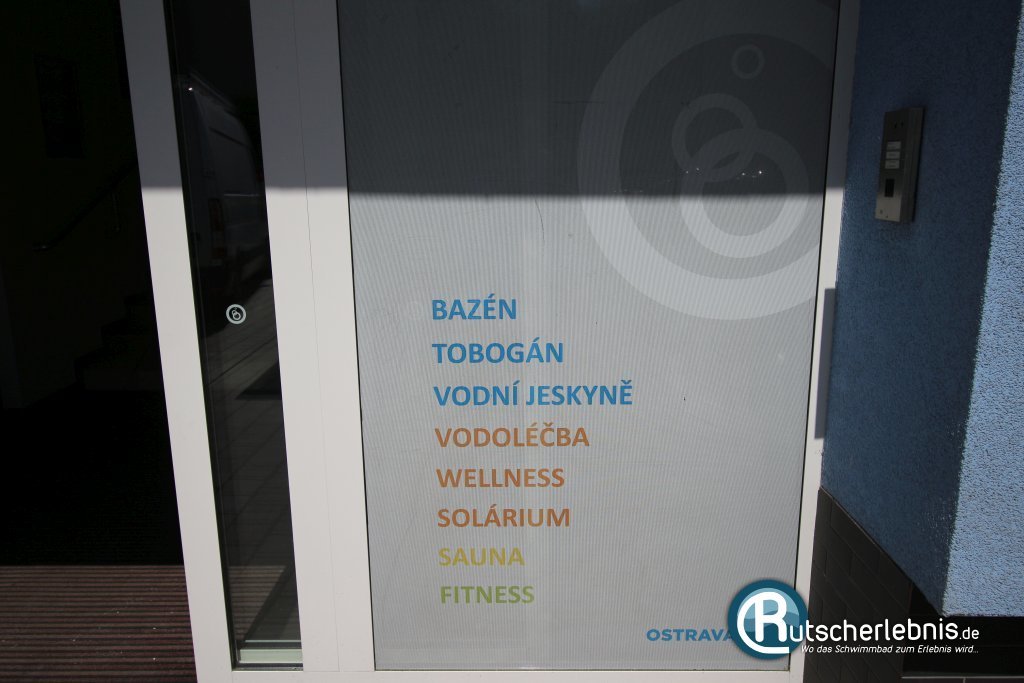 BAZÉN
TOBOGÁN
VODNÍ JESKYNĚ
VODOLÉČBA
WELLNESS
SOLÁRIUM
SAUNA
FITNESS
OSTRAVA
Rutscherlebnis.de
Wo das Schwimmbad zum Erlebnis wird...